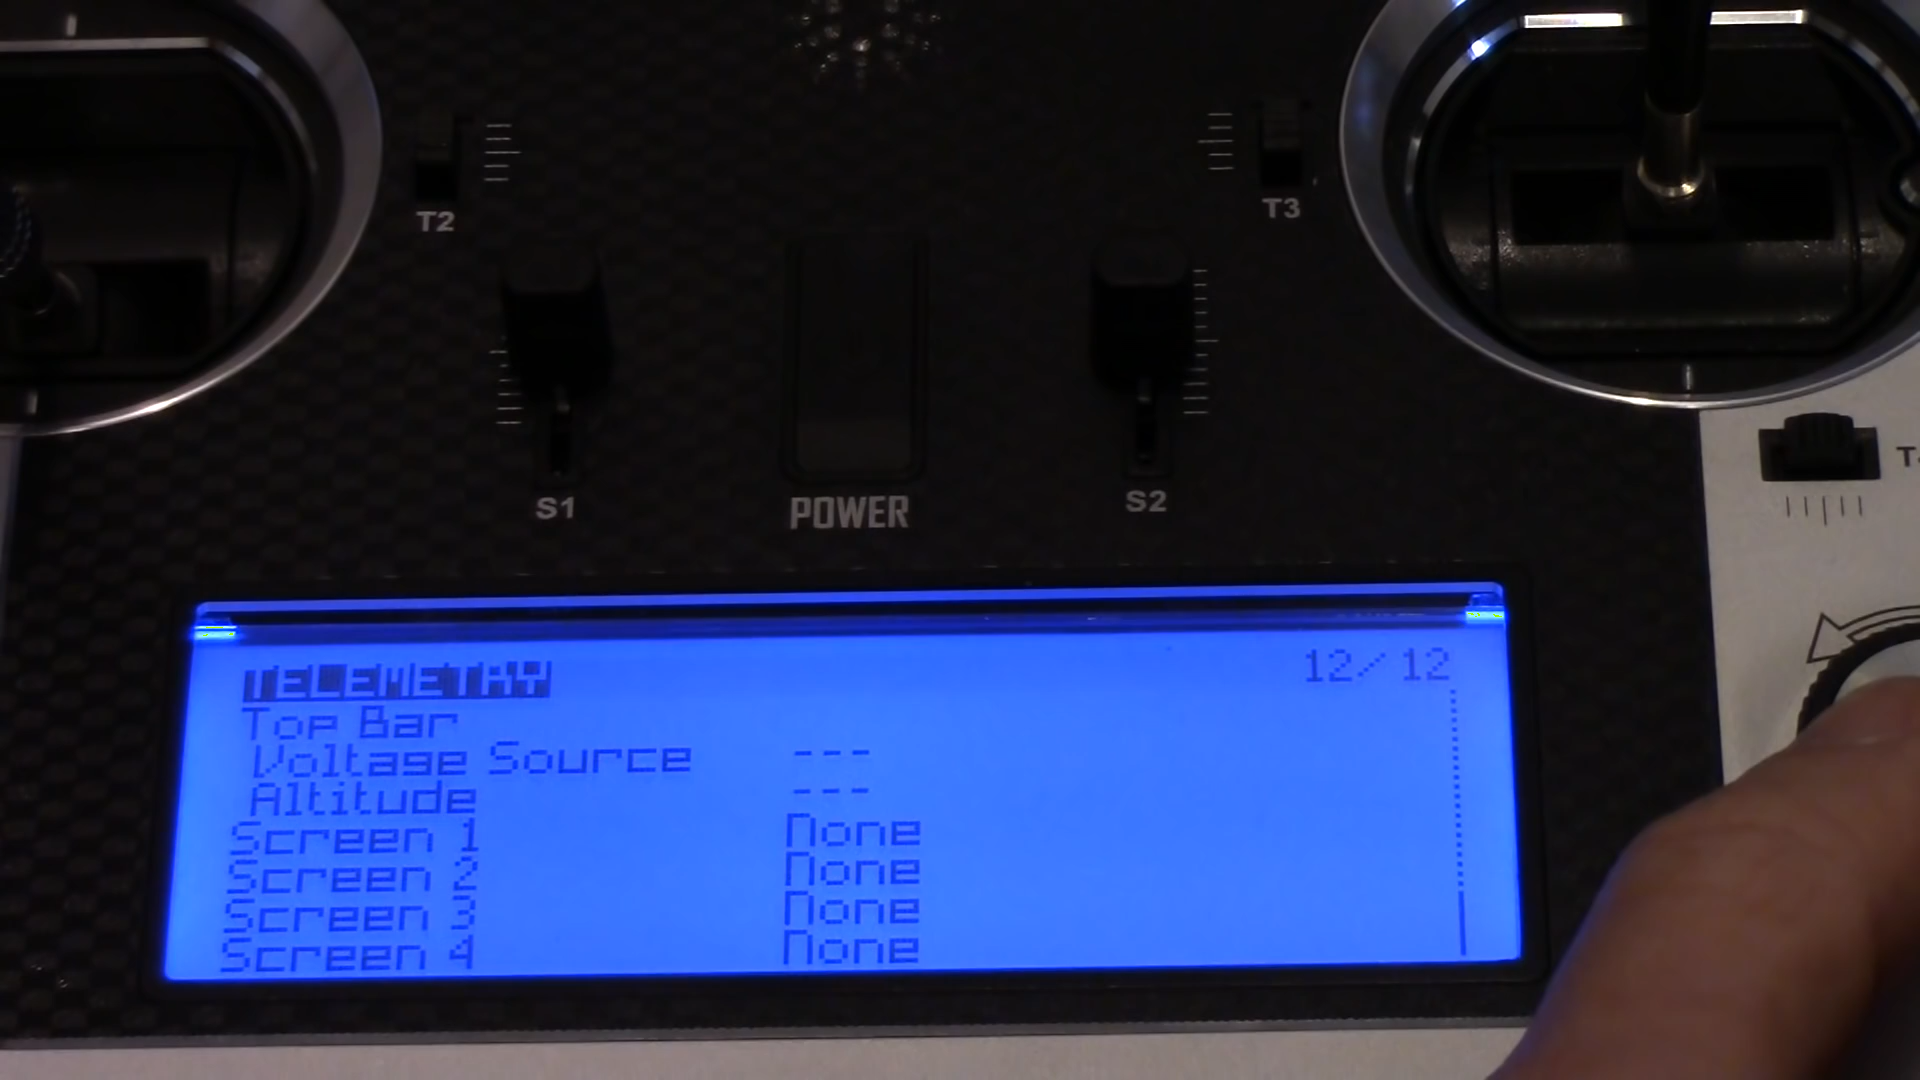 T2
T3
S1
POWER
S2
TELEMETRY 12/12
Top Bar
Voltage Source ---
Altitude ---
Screen 1 None
Screen 2 None
Screen 3 None
Screen 4 None